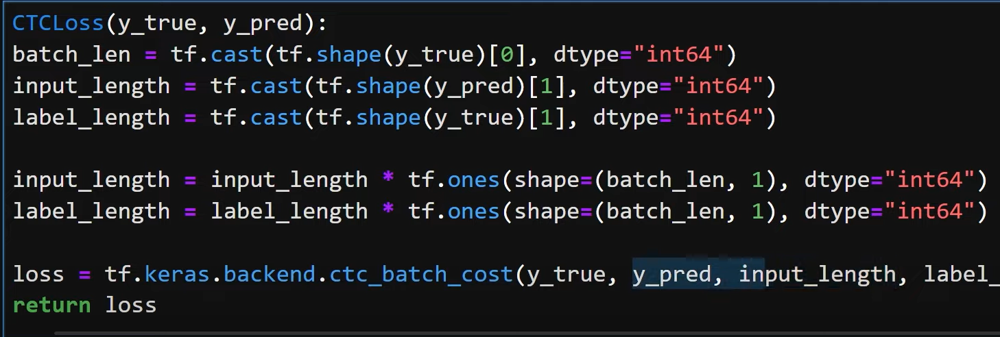 CTCLoss(y_true, y_pred):
batch_len = tf.cast(tf.shape(y_true)[0], dtype="int64")
input_length = tf.cast(tf.shape(y_pred)[1], dtype="int64")
label_length = tf.cast(tf.shape(y_true)[1], dtype="int64")
input_length = input_length * tf.ones(shape=(batch_len, 1), dtype="int64")
label_length = label_length * tf.ones(shape=(batch_len, 1), dtype="int64")
loss = tf.keras.backend.ctc_batch_cost(y_true, y_pred, input_length, label_
return loss